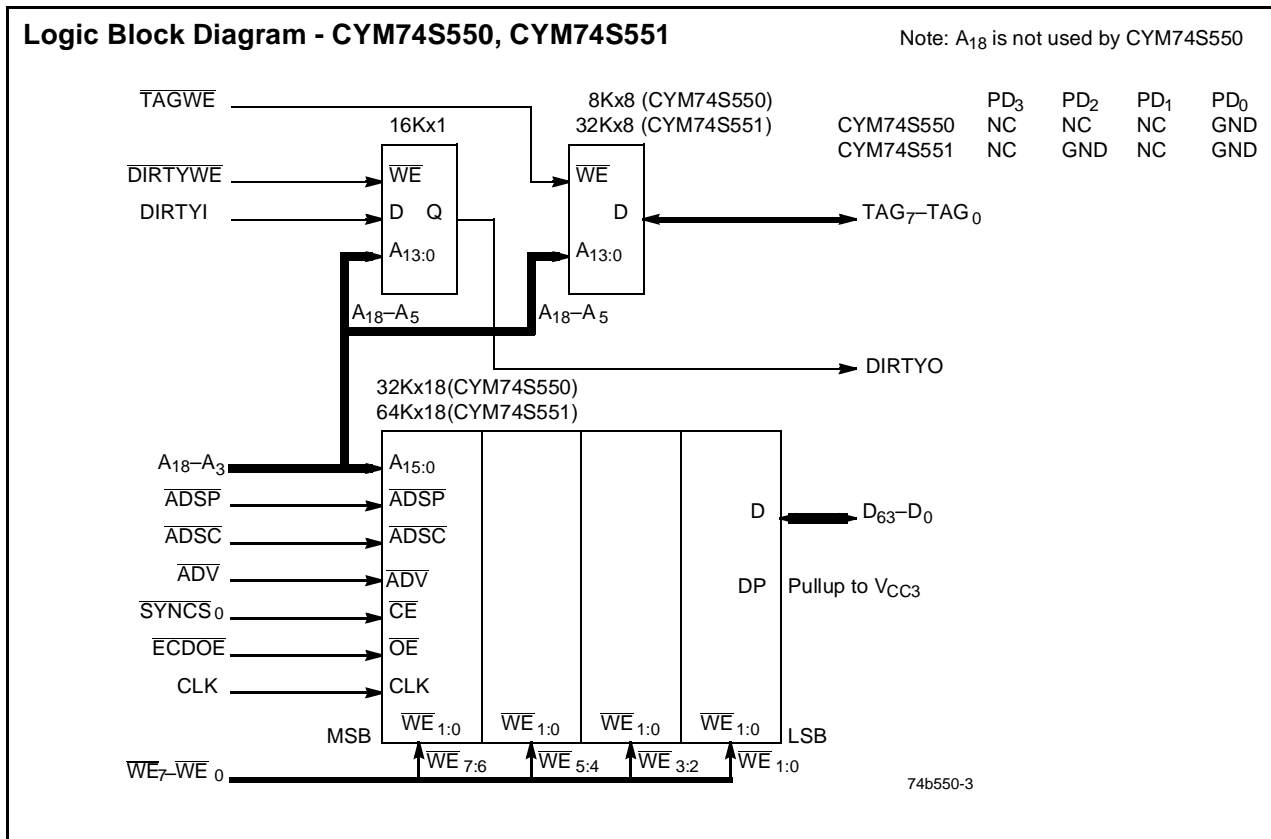 Logic Block Diagram - CYM74S550, CYM74S551
Note: A18 is not used by CYM74S550
TAGWE
8Kx8 (CYM74S550)
PD3 PD2 PD1 PD0
16Kx1
32Kx8 (CYM74S551)
CYM74S550 NC NC NC GND
CYM74S551 NC GND NC GND
DIRTYWE
WE
WE
DIRTYI
D Q
D
TAG7–TAG0
A13:0
A13:0
A18–A5
A18–A5
DIRTYO
32Kx18(CYM74S550)
64Kx18(CYM74S551)
A18–A3
A15:0
ADSP
ADSP
D
D63–D0
ADSC
ADSC
ADV
ADV
DP
Pullup to VCC3
SYNCS0
CE
ECDOE
OE
CLK
CLK
WE1:0 WE1:0 WE1:0 WE1:0
MSB
LSB
WE7:6 WE5:4 WE3:2 WE1:0
WE7–WE0
74b550-3